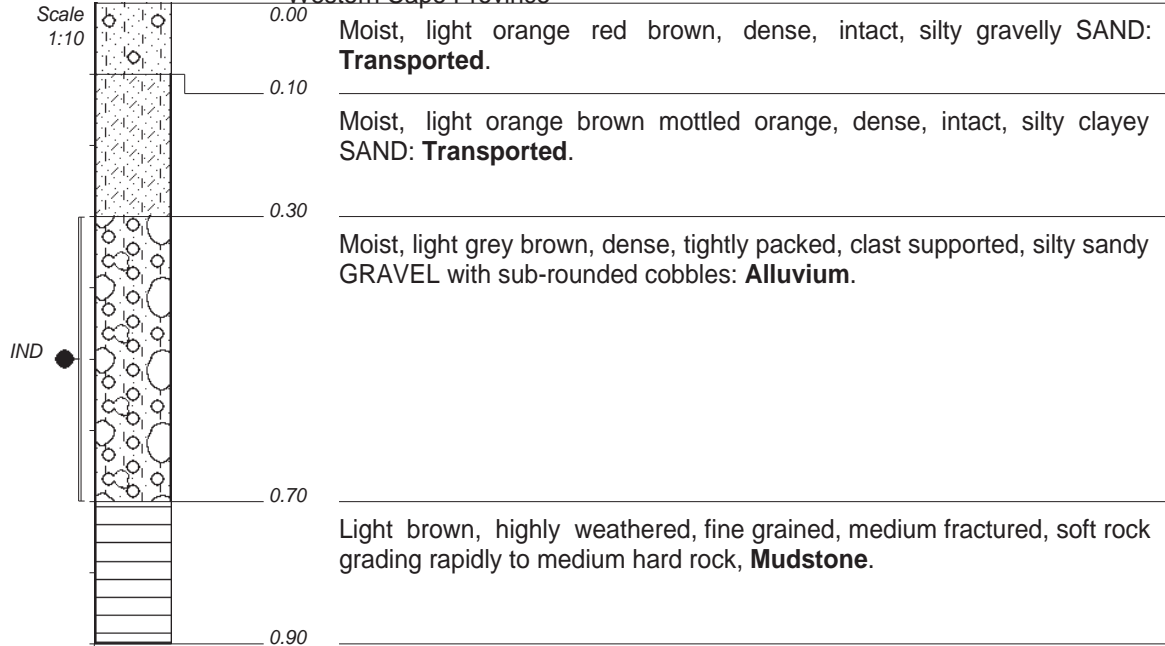 Western Cape Province
Scale
1:10
0.00
Moist, light orange red brown, dense, intact, silty gravelly SAND:
Transported.
0.10
Moist, light orange brown mottled orange, dense, intact, silty clayey
SAND: Transported.
0.30
Moist, light grey brown, dense, tightly packed, clast supported, silty sandy
GRAVEL with sub-rounded cobbles: Alluvium.
IND
0.70
Light brown, highly weathered, fine grained, medium fractured, soft rock
grading rapidly to medium hard rock, Mudstone.
0.90